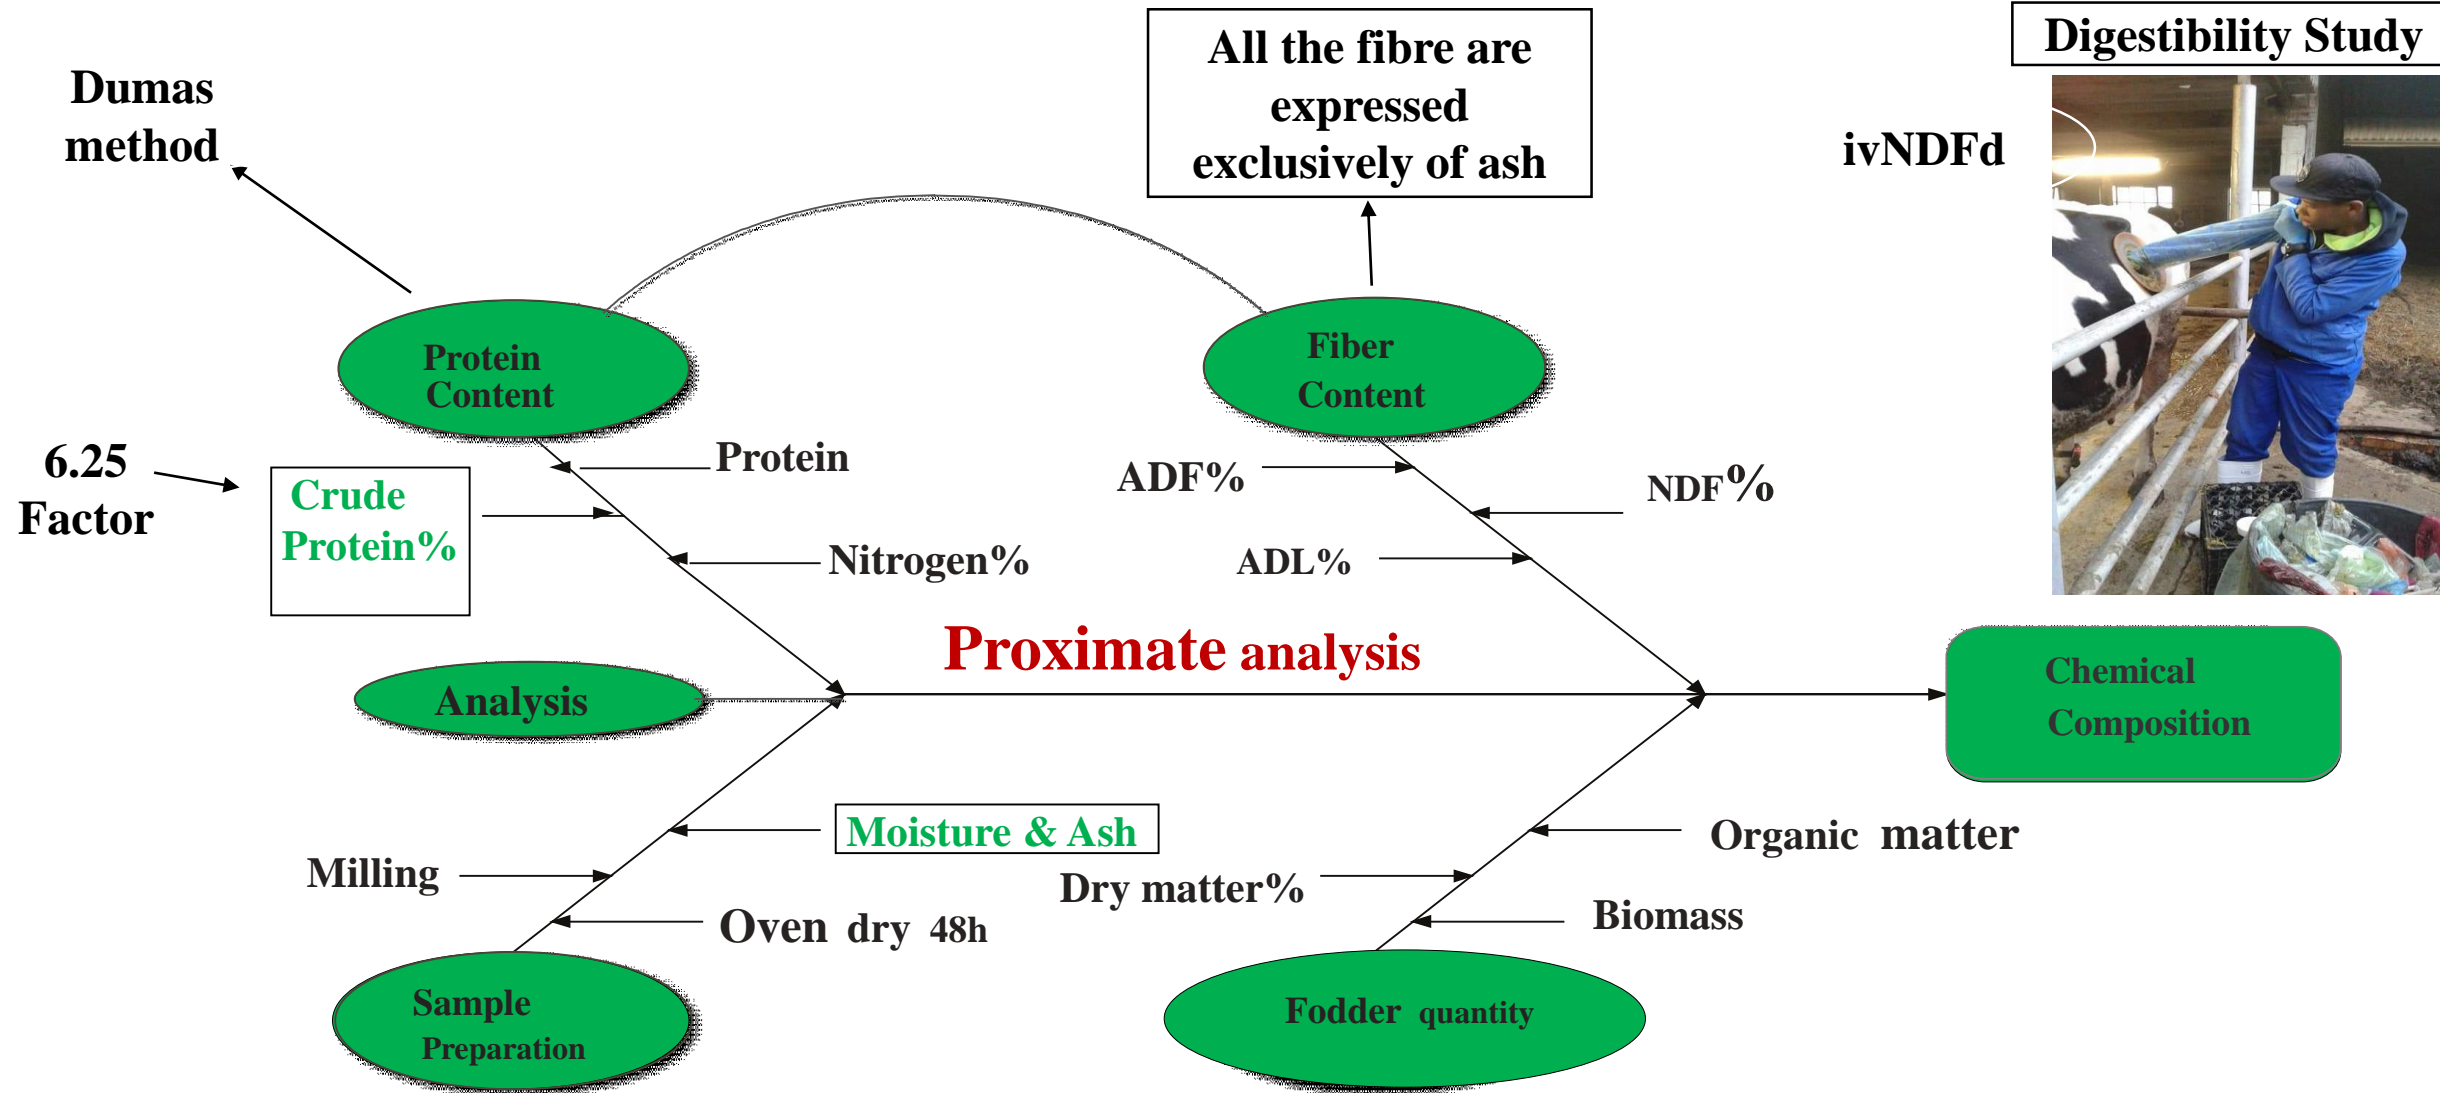 Dumas
method
All the fibre are
expressed
exclusively of ash
Digestibility Study
ivNDFd
Protein
Content
Fiber
Content
6.25
Factor
Crude
Protein%
Protein
Nitrogen%
ADF%
NDF%
ADL%
Proximate analysis
Analysis
Chemical
Composition
Moisture & Ash
Milling
Oven dry 48h
Organic matter
Dry matter%
Biomass
Sample
Preparation
Fodder quantity